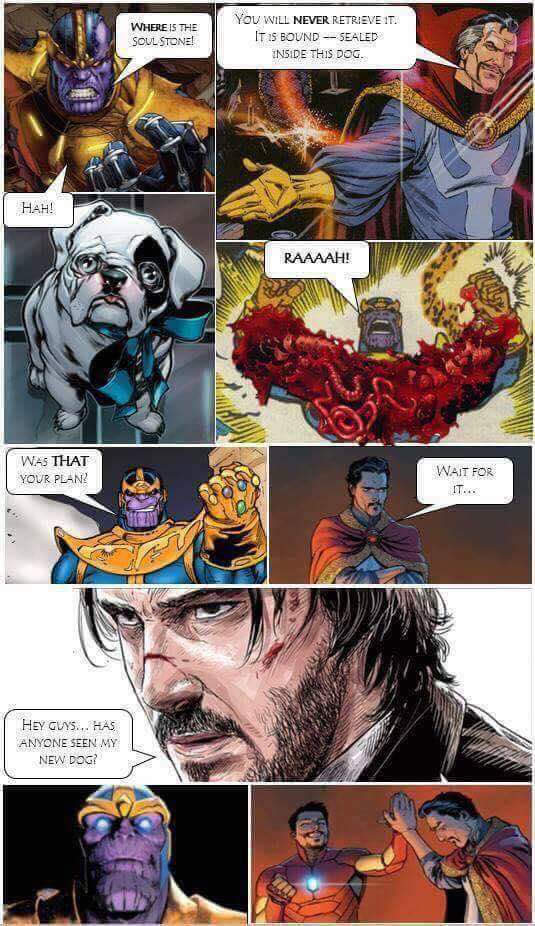 WHERE IS THE
SOUL STONE!
YOU WILL NEVER RETRIEVE IT.
IT IS BOUND -- SEALED
INSIDE THIS DOG.
HAH!
RAAAAH!
WAS THAT
YOUR PLAN?
WAIT FOR
IT...
HEY GUYS... HAS
ANYONE SEEN MY
NEW DOG?